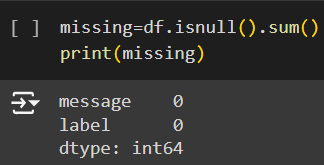 [ ] missing=df.isnull().sum()
print(missing)
message    0
label      0
dtype: int64